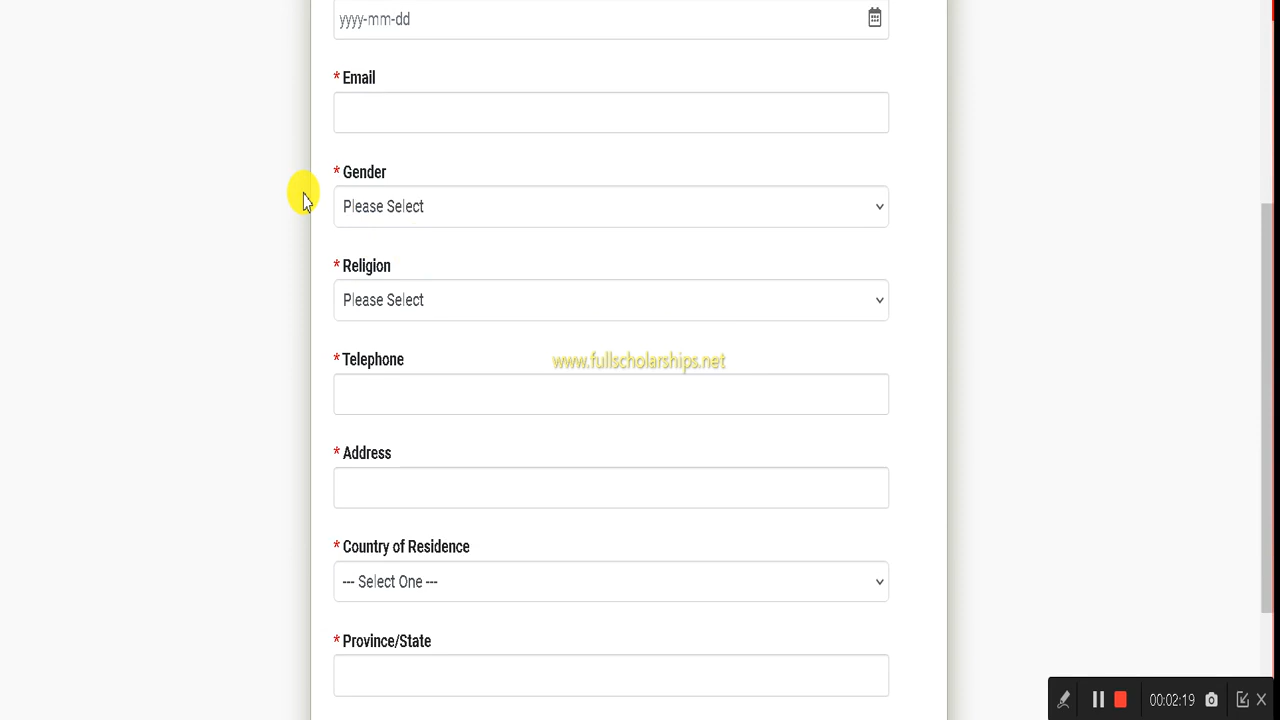 yyyy-mm-dd
* Email
* Gender
Please Select
* Religion
Please Select
* Telephone
www.fullscholarships.net
* Address
* Country of Residence
--- Select One ---
* Province/State
00:02:19